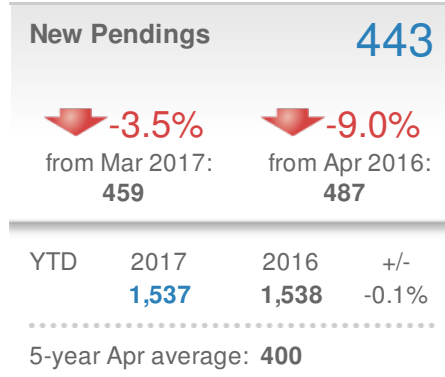 New Pendings 443
-3.5% -9.0%
from Mar 2017: from Apr 2016:
459 487
YTD 2017 2016 +/-
1,537 1,538 -0.1%
5-year Apr average: 400